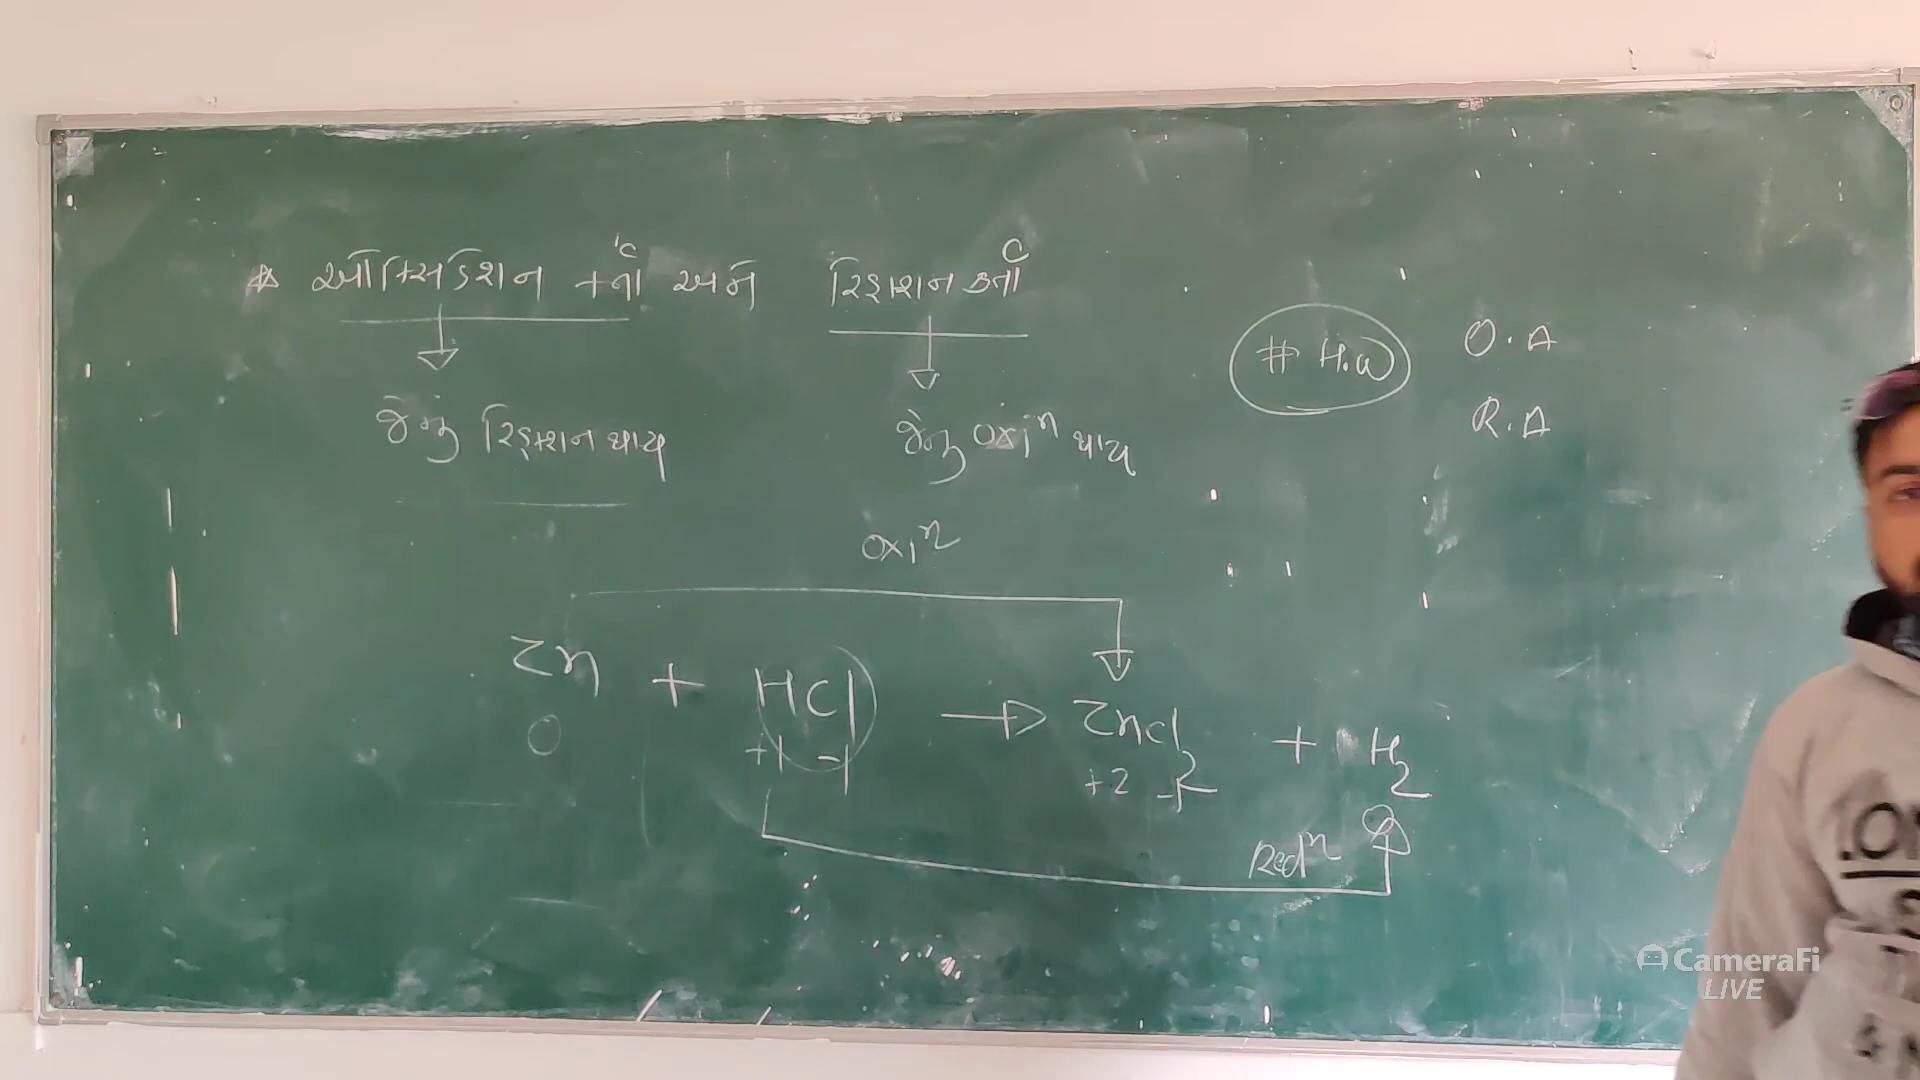 * ઓક્સિડેશન કર્તા અને રિડક્શન કર્તા
જેનું રિડક્શન થાય
જેનું oxiⁿ થાય
# H.W
O.A
R.A
oxiⁿ
Zn + HCl → ZnCl2 + H2
0 +1 -1 +2 -1 0
Redⁿ
CameraFi
LIVE